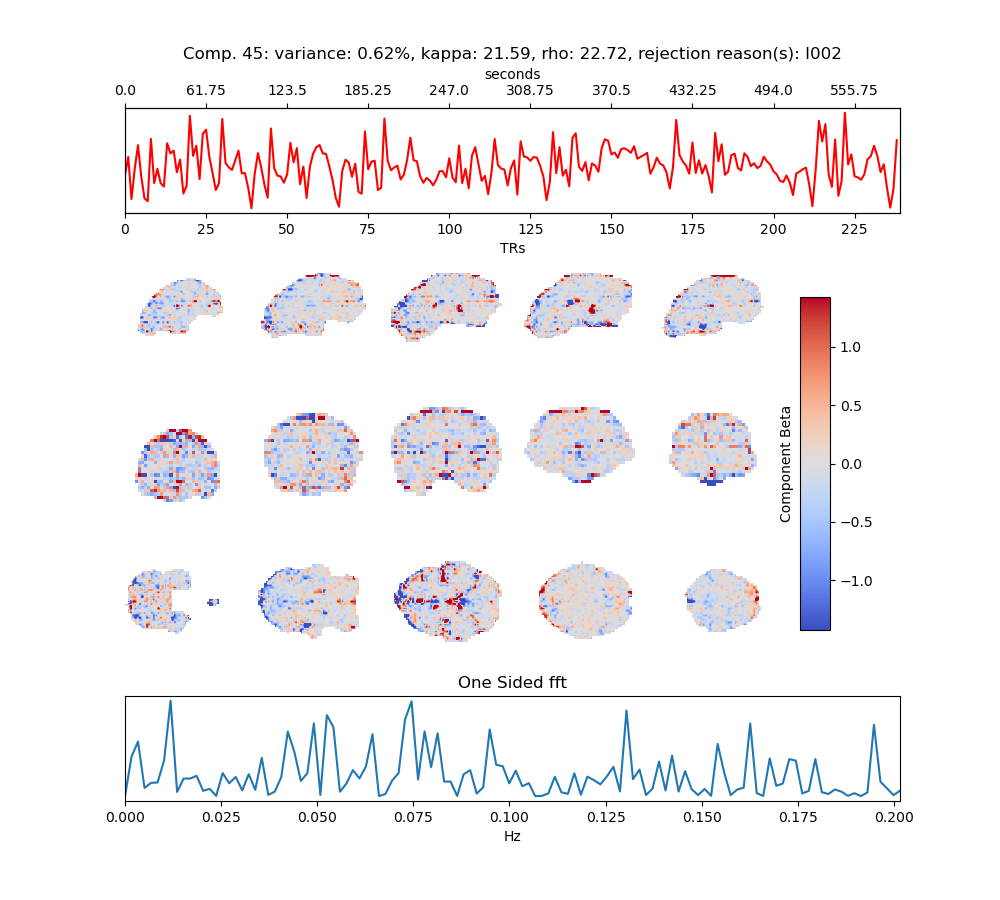 Comp. 45: variance: 0.62%, kappa: 21.59, rho: 22.72, rejection reason(s): I002
seconds
0.0 61.75 123.5 185.25 247.0 308.75 370.5 432.25 494.0 555.75
0 25 50 75 100 125 150 175 200 225
TRs
1.0
0.5
0.0
−0.5
−1.0
Component Beta
One Sided fft
0.000 0.025 0.050 0.075 0.100 0.125 0.150 0.175 0.200
Hz